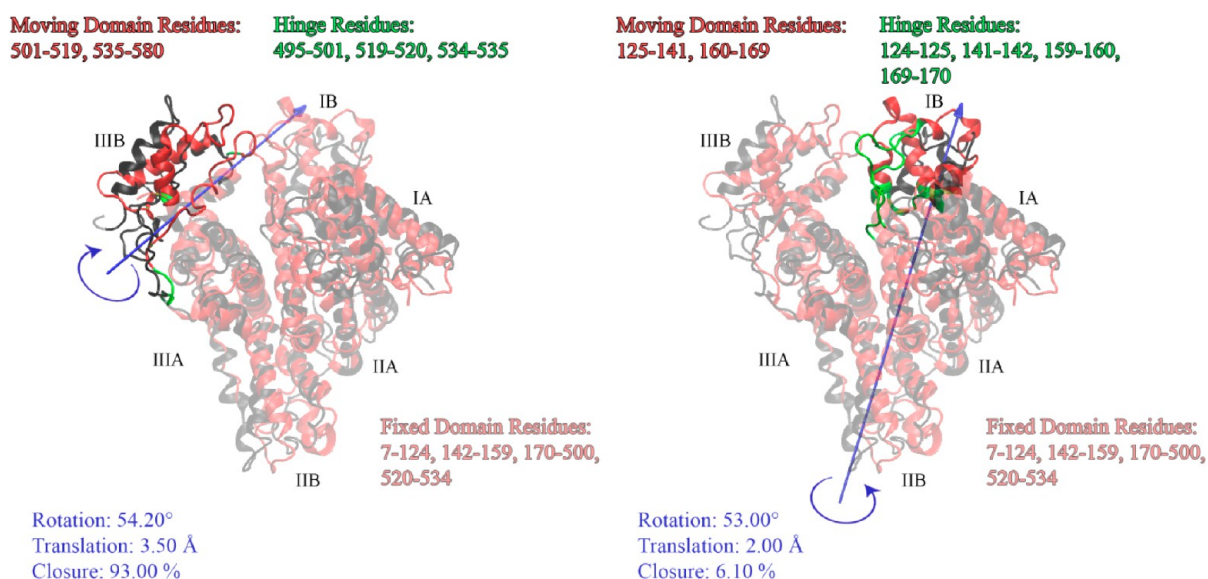 Moving Domain Residues:
501-519, 535-580
Hinge Residues:
495-501, 519-520, 534-535
IB
IIIB
IA
IIIA
IIA
IIB
Fixed Domain Residues:
7-124, 142-159, 170-500,
520-534
Rotation: 54.20°
Translation: 3.50 Å
Closure: 93.00 %
Moving Domain Residues:
125-141, 160-169
Hinge Residues:
124-125, 141-142, 159-160,
169-170
IB
IIIB
IA
IIIA
IIA
IIB
Fixed Domain Residues:
7-124, 142-159, 170-500,
520-534
Rotation: 53.00°
Translation: 2.00 Å
Closure: 6.10 %